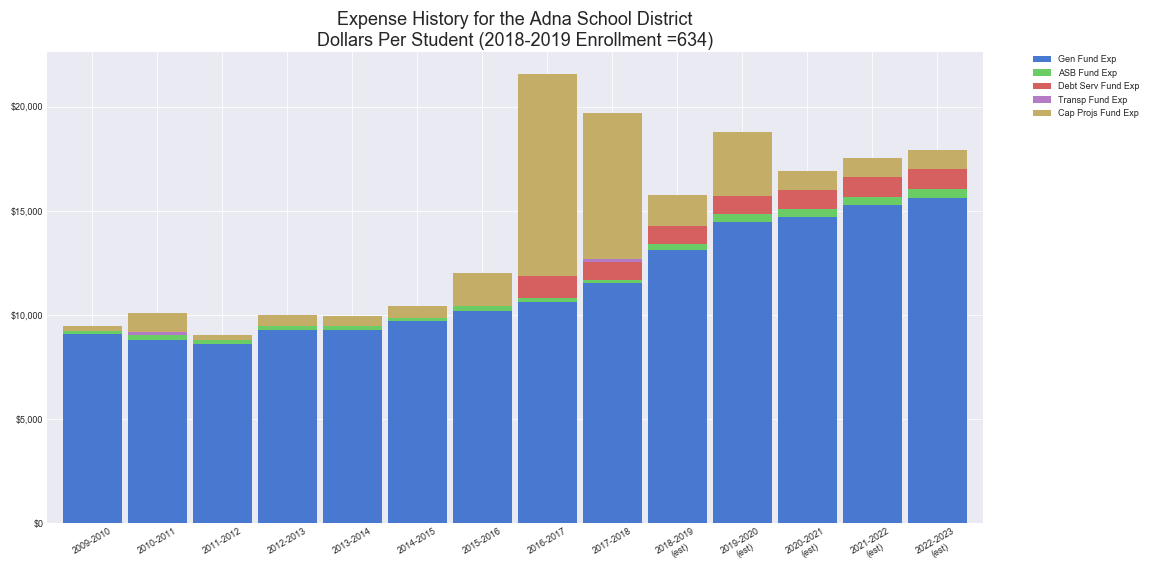 Expense History for the Adna School District
Dollars Per Student (2018-2019 Enrollment =634)
Gen Fund Exp
ASB Fund Exp
Debt Serv Fund Exp
Transp Fund Exp
Cap Projs Fund Exp
$20,000
$15,000
$10,000
$5,000
$0
2009-2010
2010-2011
2011-2012
2012-2013
2013-2014
2014-2015
2015-2016
2016-2017
2017-2018
2018-2019
(est)
2019-2020
(est)
2020-2021
(est)
2021-2022
(est)
2022-2023
(est)